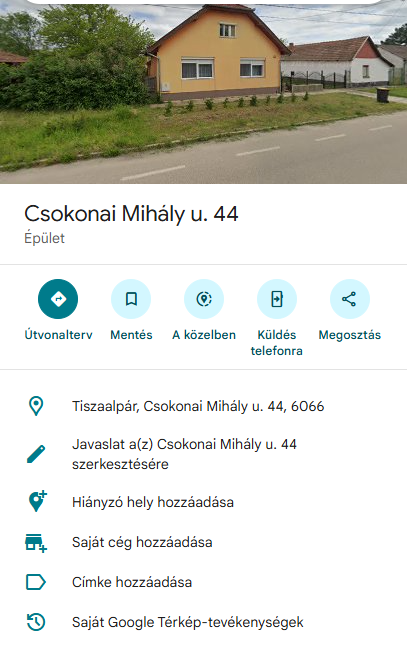 Csokonai Mihály u. 44
Épület
Útvonalterv
Mentés
A közelben
Küldés
telefonra
Megosztás
Tiszaalpár, Csokonai Mihály u. 44, 6066
Javaslat a(z) Csokonai Mihály u. 44
szerkesztésére
Hiányzó hely hozzáadása
Saját cég hozzáadása
Címke hozzáadása
Saját Google Térkép-tevékenységek